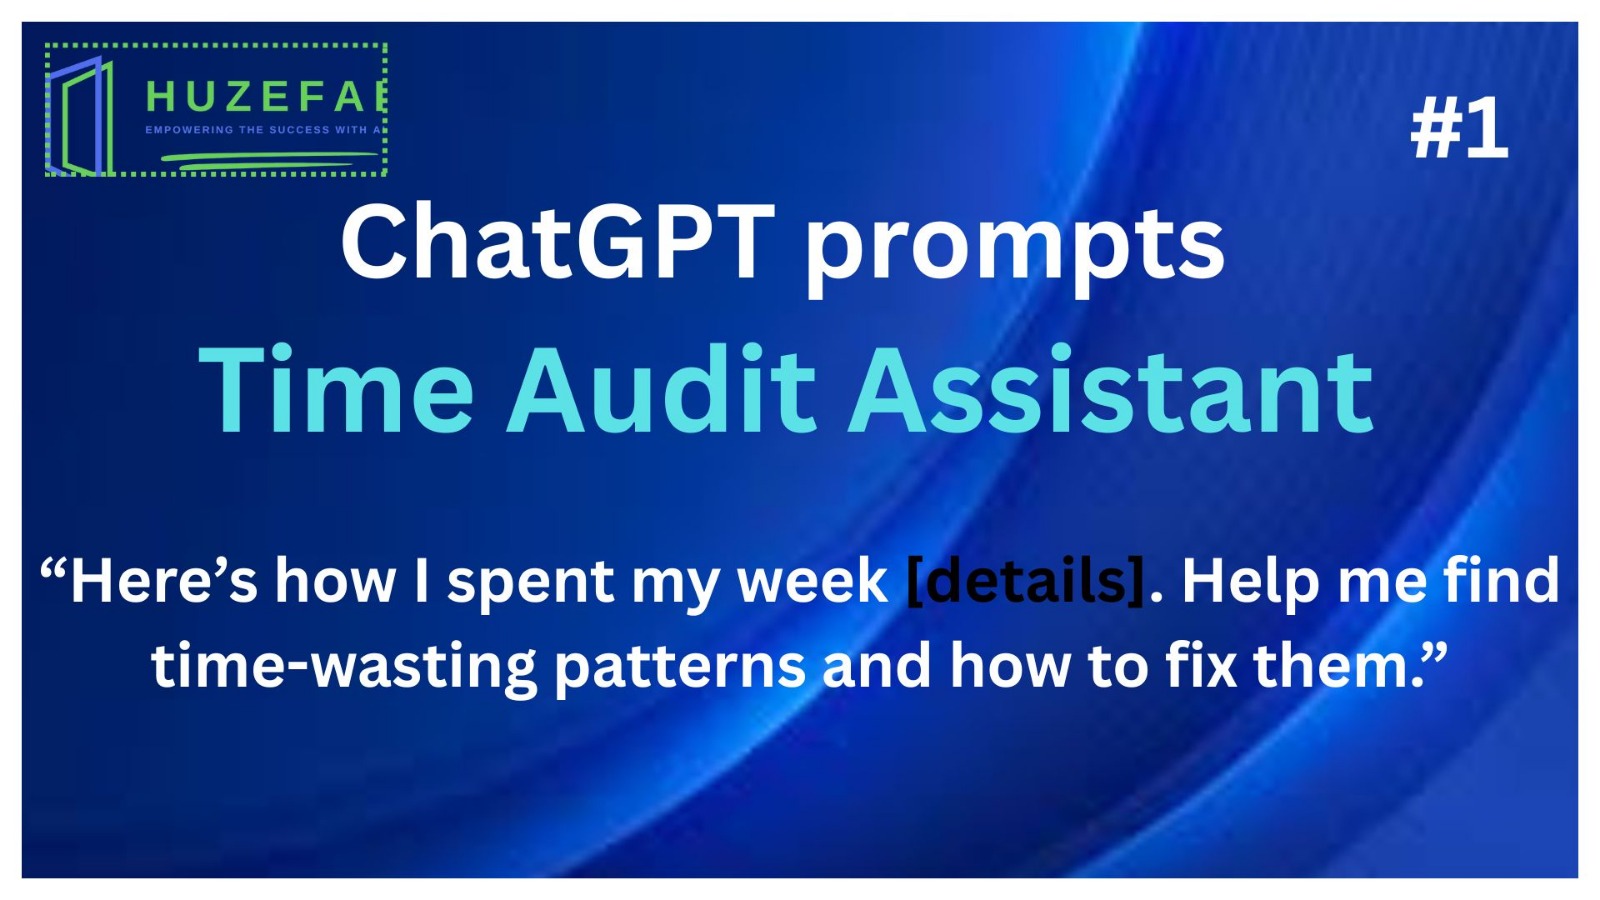 HUZEFAI
EMPOWERING THE SUCCESS WITH A
#1
ChatGPT prompts
Time Audit Assistant
“Here’s how I spent my week [details]. Help me find
time-wasting patterns and how to fix them.”